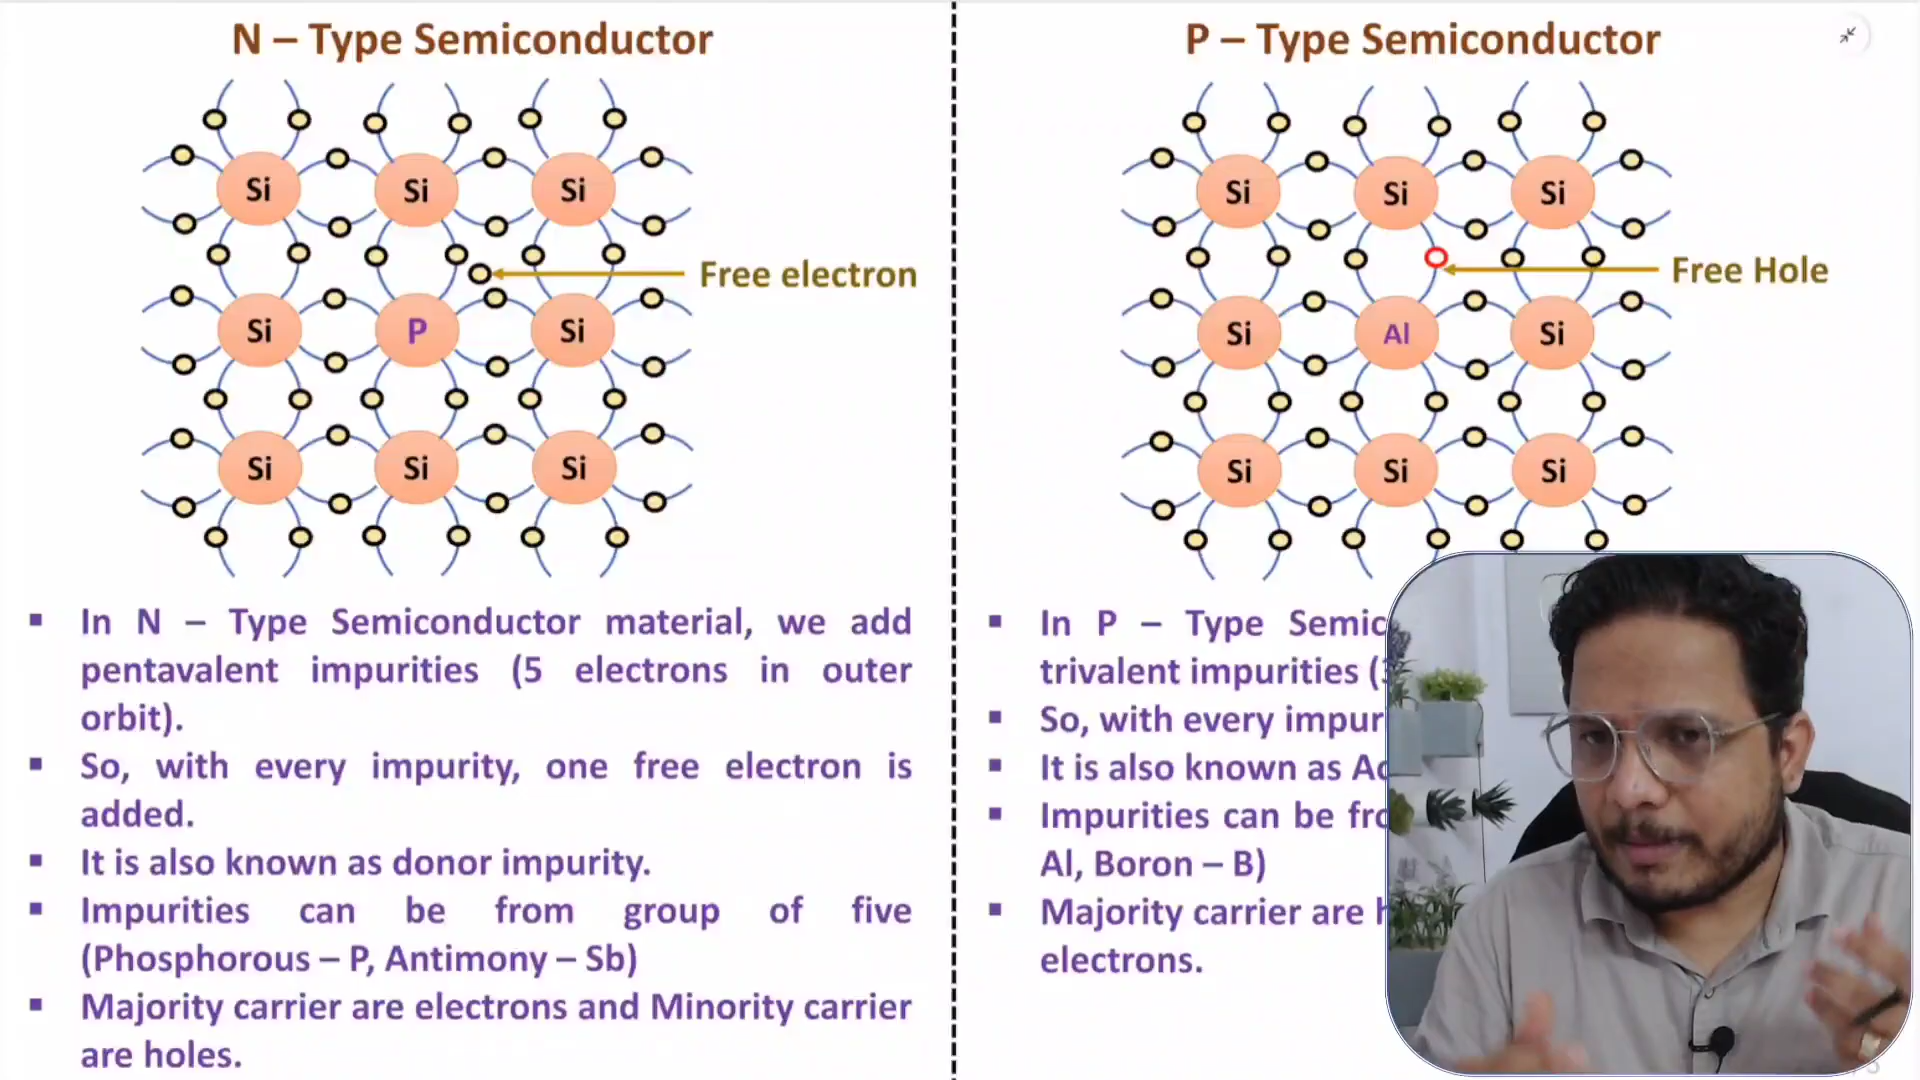 N – Type Semiconductor
Si Si Si
Free electron
Si P Si
Si Si Si
In N – Type Semiconductor material, we add
pentavalent impurities (5 electrons in outer
orbit).
So, with every impurity, one free electron is
added.
It is also known as donor impurity.
Impurities can be from group of five
(Phosphorous – P, Antimony – Sb)
Majority carrier are electrons and Minority carrier
are holes.
P – Type Semiconductor
Si Si Si
Free Hole
Si Al Si
Si Si Si
In P – Type Semic
trivalent impurities (
So, with every impur
It is also known as Ac
Impurities can be fro
Al, Boron – B)
Majority carrier are h
electrons.